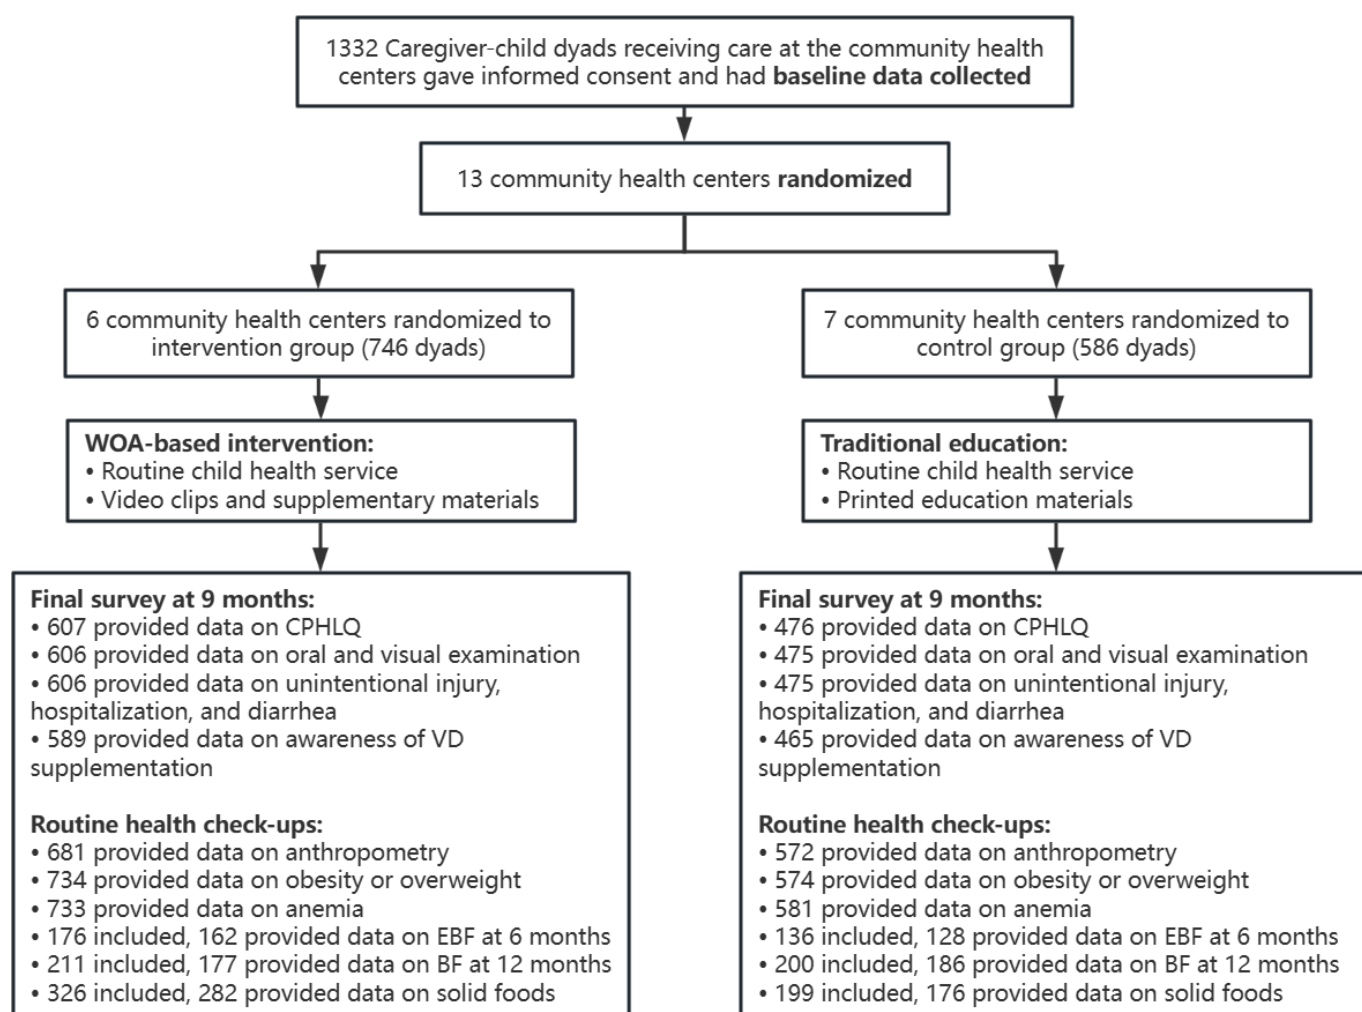 1332 Caregiver-child dyads receiving care at the community health
centers gave informed consent and had baseline data collected
13 community health centers randomized
6 community health centers randomized to
intervention group (746 dyads)
7 community health centers randomized to
control group (586 dyads)
WOA-based intervention:
• Routine child health service
• Video clips and supplementary materials
Traditional education:
• Routine child health service
• Printed education materials
Final survey at 9 months:
• 607 provided data on CPHLQ
• 606 provided data on oral and visual examination
• 606 provided data on unintentional injury,
hospitalization, and diarrhea
• 589 provided data on awareness of VD
supplementation
Routine health check-ups:
• 681 provided data on anthropometry
• 734 provided data on obesity or overweight
• 733 provided data on anemia
• 176 included, 162 provided data on EBF at 6 months
• 211 included, 177 provided data on BF at 12 months
• 326 included, 282 provided data on solid foods
Final survey at 9 months:
• 476 provided data on CPHLQ
• 475 provided data on oral and visual examination
• 475 provided data on unintentional injury,
hospitalization, and diarrhea
• 465 provided data on awareness of VD
supplementation
Routine health check-ups:
• 572 provided data on anthropometry
• 574 provided data on obesity or overweight
• 581 provided data on anemia
• 136 included, 128 provided data on EBF at 6 months
• 200 included, 186 provided data on BF at 12 months
• 199 included, 176 provided data on solid foods